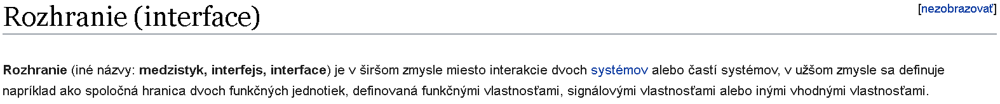 Rozhranie (interface)
[nezobrazovať]
Rozhranie (iné názvy: medzistyk, interfejs, interface) je v širšom zmysle miesto interakcie dvoch systémov alebo častí systémov, v užšom zmysle sa definuje
napríklad ako spoločná hranica dvoch funkčných jednotiek, definovaná funkčnými vlastnosťami, signálovými vlastnosťami alebo inými vhodnými vlastnosťami.